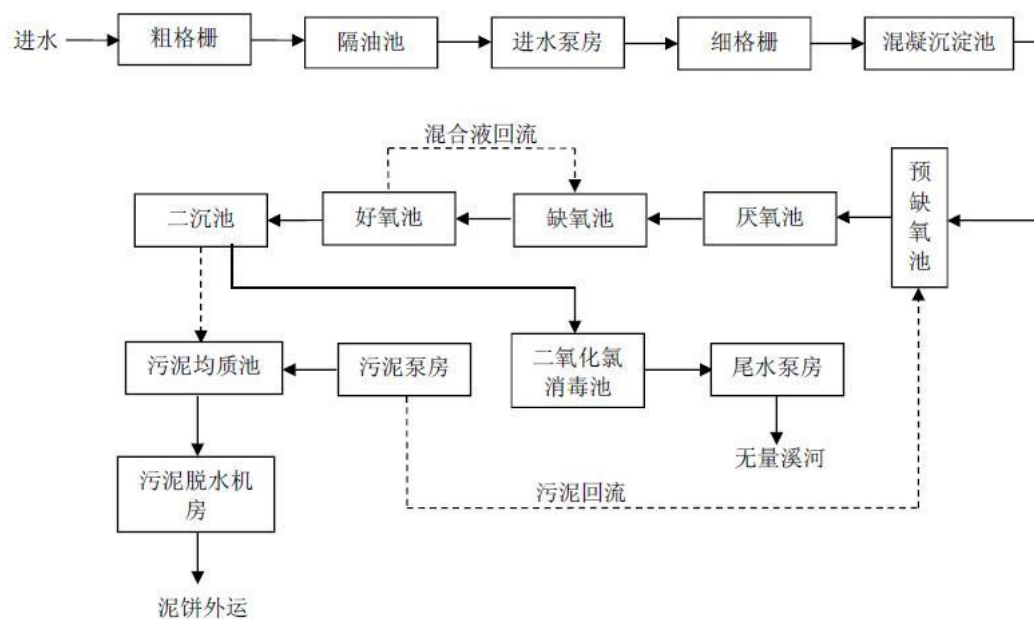 进水
粗格栅
隔油池
进水泵房
细格栅
混凝沉淀池
混合液回流
二沉池
好氧池
缺氧池
厌氧池
预
缺
氧
池
污泥均质池
污泥泵房
二氧化氯
消毒池
尾水泵房
无量溪河
污泥脱水机
房
污泥回流
泥饼外运